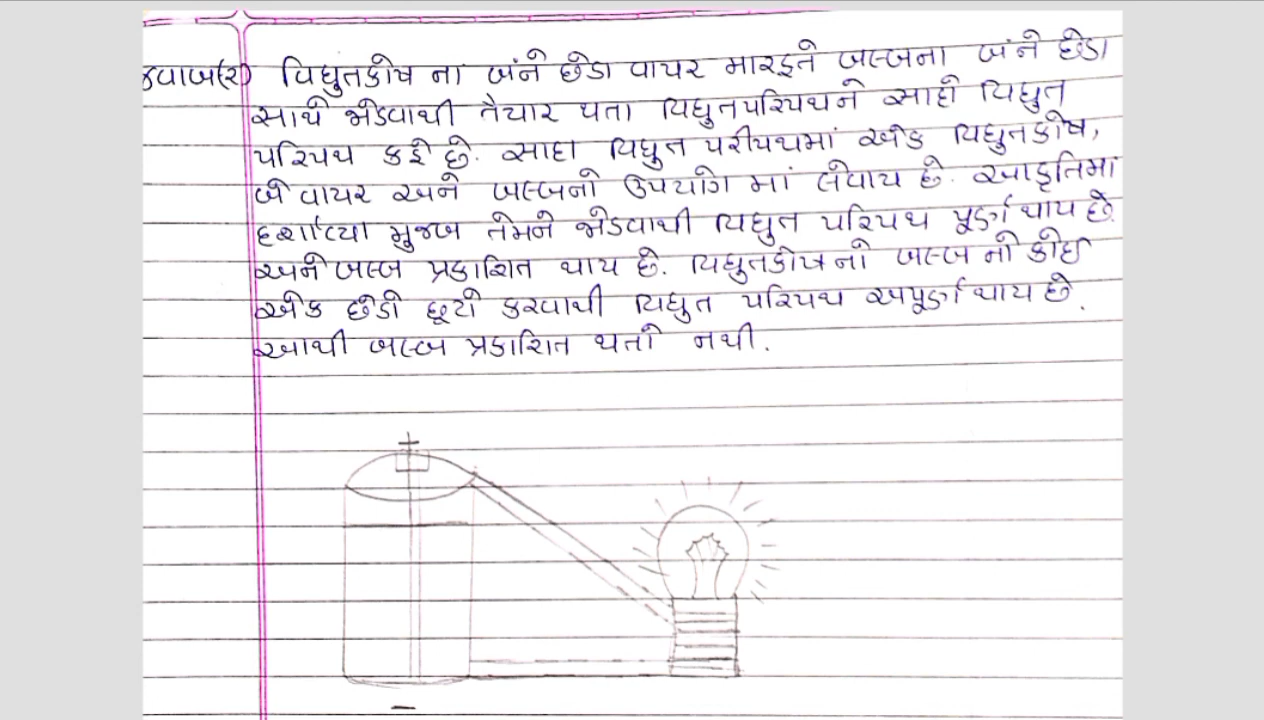 જવાબ(૨) વિદ્યુતકોષ ના બંને છેડા વાયર મારફતે બલ્બના બંને છેડા
સાથે જોડવાથી તૈયાર થતા વિદ્યુતપરિપથને સાદો વિદ્યુત
પરિપથ કહે છે. સાદા વિદ્યુત પરીપથમાં એક વિદ્યુતકોષ,
બે વાયર અને બલ્બનો ઉપયોગ માં લેવાય છે. આકૃતિમાં
દર્શાવ્યા મુજબ તેમને જોડવાથી વિદ્યુત પરિપથ પૂર્ણ થાય છે.
અને બલ્બ પ્રકાશિત થાય છે. વિદ્યુતકોષ નો બલ્બ નો કોઈ
એક છેડો છૂટો કરવાથી વિદ્યુત પરિપથ અપૂર્ણ થાય છે.
આથી બલ્બ પ્રકાશિત થતો નથી.
+
−